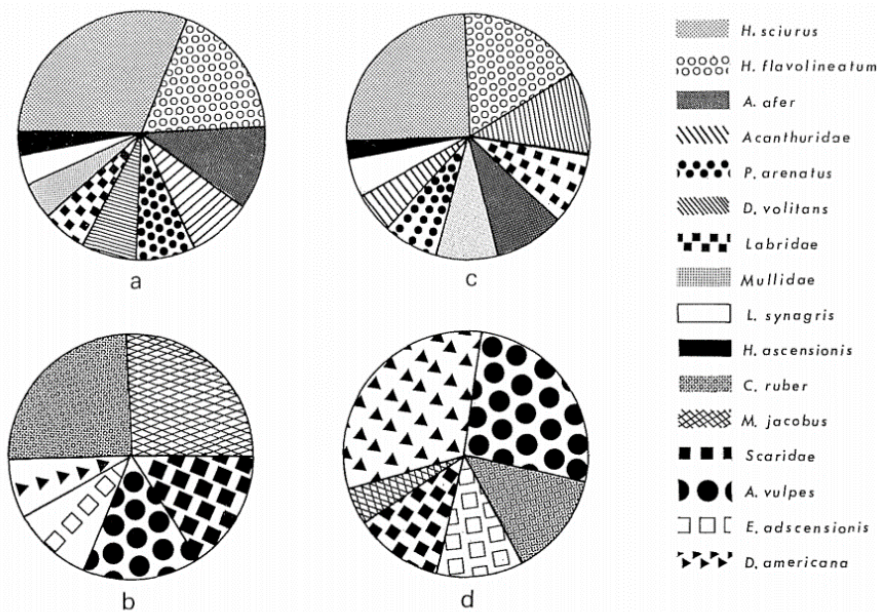 a
c
b
d
H. sciurus
H. flavolineatum
A. afer
Acanthuridae
P. arenatus
D. volitans
Labridae
Mullidae
L. synagris
H. ascensionis
C. ruber
M. jacobus
Scaridae
A. vulpes
E. adscensionis
D. americana